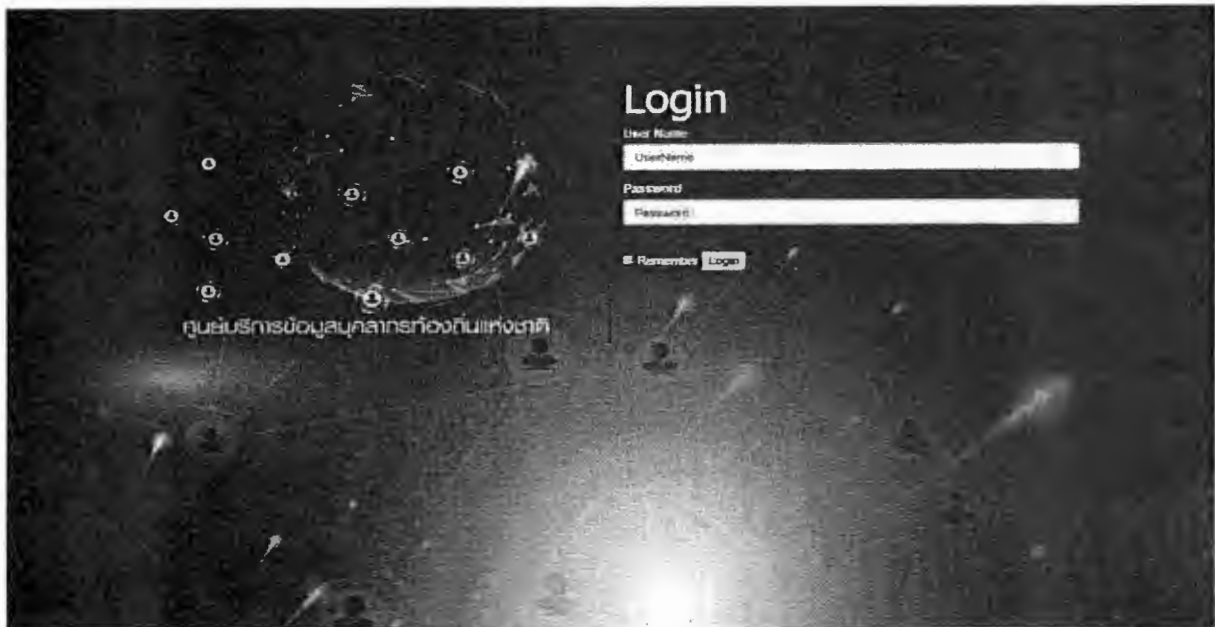 ศูนย์บริการข้อมูลบุคลากรท้องถิ่นแห่งชาติ
Login
User Name
UserName
Password
Password
Remember Login